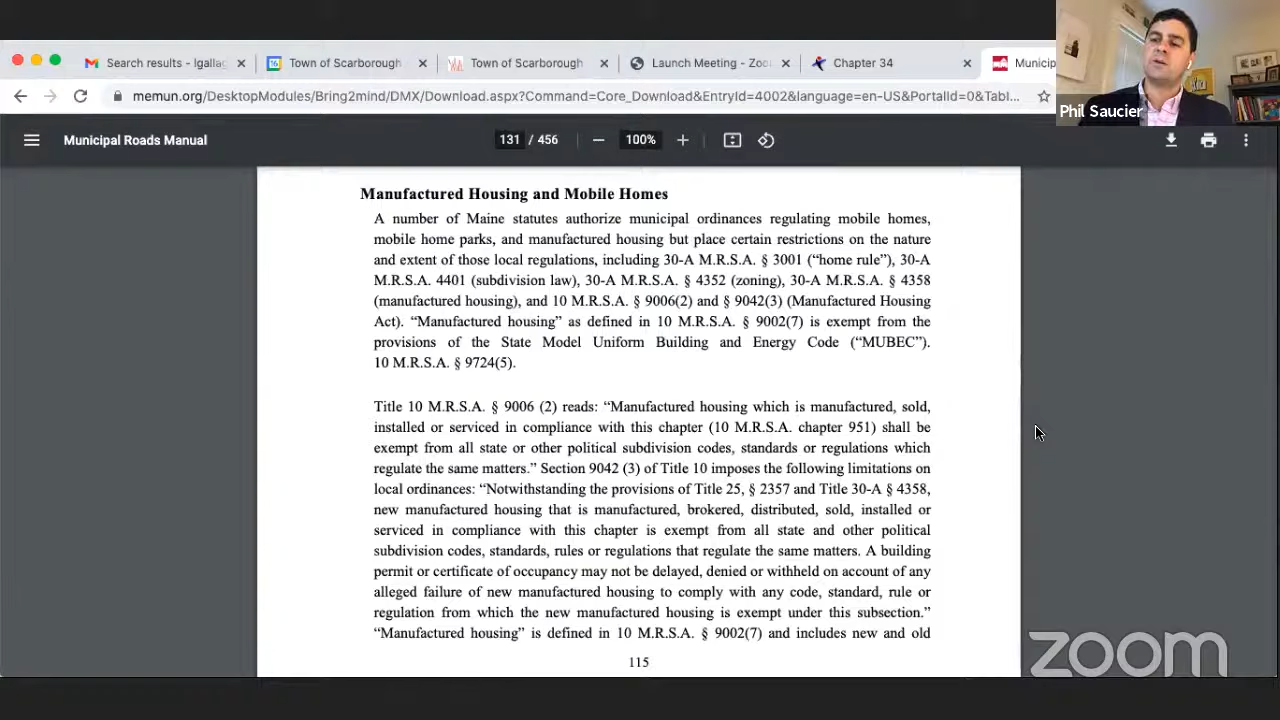 Search results - lgallag
Town of Scarborough
Town of Scarborough
Launch Meeting - Zoo
Chapter 34
Municip
memun.org/DesktopModules/Bring2mind/DMX/Download.aspx?Command=Core_Download&EntryId=4002&language=en-US&PortalId=0&Tabl...
Phil Saucier
Municipal Roads Manual
131 / 456
100%
Manufactured Housing and Mobile Homes
A number of Maine statutes authorize municipal ordinances regulating mobile homes,
mobile home parks, and manufactured housing but place certain restrictions on the nature
and extent of those local regulations, including 30-A M.R.S.A. § 3001 (“home rule”), 30-A
M.R.S.A. 4401 (subdivision law), 30-A M.R.S.A. § 4352 (zoning), 30-A M.R.S.A. § 4358
(manufactured housing), and 10 M.R.S.A. § 9006(2) and § 9042(3) (Manufactured Housing
Act). “Manufactured housing” as defined in 10 M.R.S.A. § 9002(7) is exempt from the
provisions of the State Model Uniform Building and Energy Code (“MUBEC”).
10 M.R.S.A. § 9724(5).
Title 10 M.R.S.A. § 9006 (2) reads: “Manufactured housing which is manufactured, sold,
installed or serviced in compliance with this chapter (10 M.R.S.A. chapter 951) shall be
exempt from all state or other political subdivision codes, standards or regulations which
regulate the same matters.” Section 9042 (3) of Title 10 imposes the following limitations on
local ordinances: “Notwithstanding the provisions of Title 25, § 2357 and Title 30-A § 4358,
new manufactured housing that is manufactured, brokered, distributed, sold, installed or
serviced in compliance with this chapter is exempt from all state and other political
subdivision codes, standards, rules or regulations that regulate the same matters. A building
permit or certificate of occupancy may not be delayed, denied or withheld on account of any
alleged failure of new manufactured housing to comply with any code, standard, rule or
regulation from which the new manufactured housing is exempt under this subsection.”
“Manufactured housing” is defined in 10 M.R.S.A. § 9002(7) and includes new and old
115
zoom